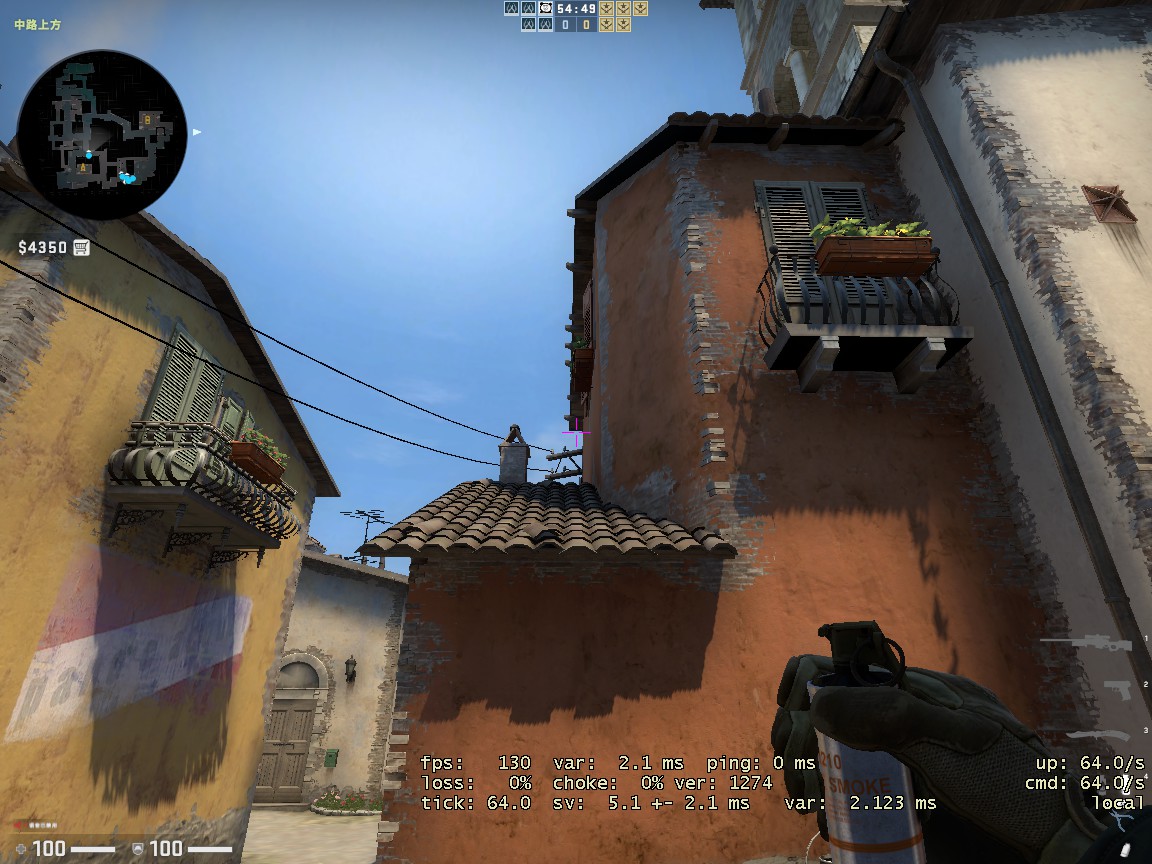 54:49
0 0
中路上方
$4350
SMOKE
fps: 130 var: 2.1 ms ping: 0 ms
loss: 0% choke: 0% ver: 1274
tick: 64.0 sv: 5.1 +- 2.1 ms var: 2.123 ms
up: 64.0/s
cmd: 64.0/s
local
1
2
3
100 100